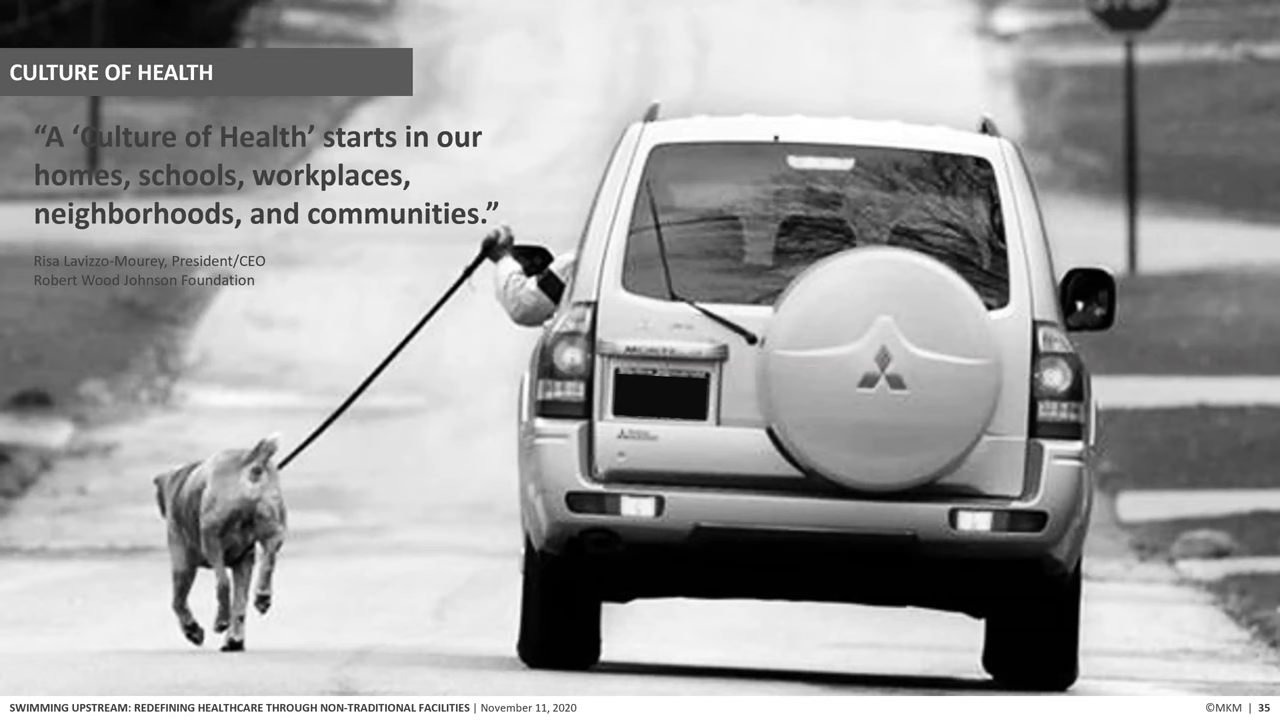 CULTURE OF HEALTH
“A ‘Culture of Health’ starts in our
homes, schools, workplaces,
neighborhoods, and communities.”
Risa Lavizzo-Mourey, President/CEO
Robert Wood Johnson Foundation
SWIMMING UPSTREAM: REDEFINING HEALTHCARE THROUGH NON-TRADITIONAL FACILITIES | November 11, 2020
©MKM | 35